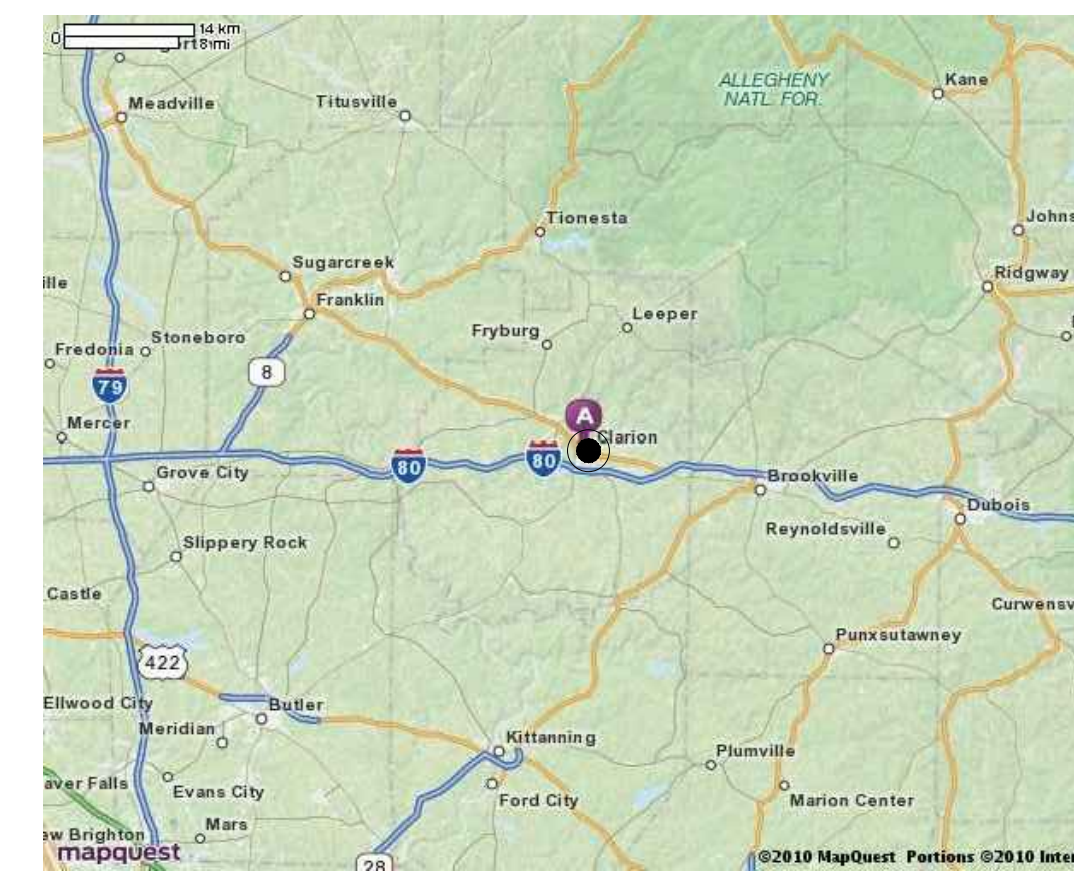 0
14 km
8 mi
ALLEGHENY
NATL. FOR.
Kane
Meadville
Titusville
Tionesta
Johns
Sugarcreek
Ridgway
ille
Franklin
Leeper
Fryburg
Stoneboro
Fredonia
8
79
A
Mercer
Clarion
80
80
Grove City
Brookville
Dubois
Reynoldsville
Slippery Rock
Castle
Curwensv
Punxsutawney
422
Ellwood City
Butler
Meridian
Kittanning
Plumville
aver Falls
Evans City
Ford City
Marion Center
Mars
ew Brighton
mapquest
28
©2010 MapQuest Portions ©2010 Inter